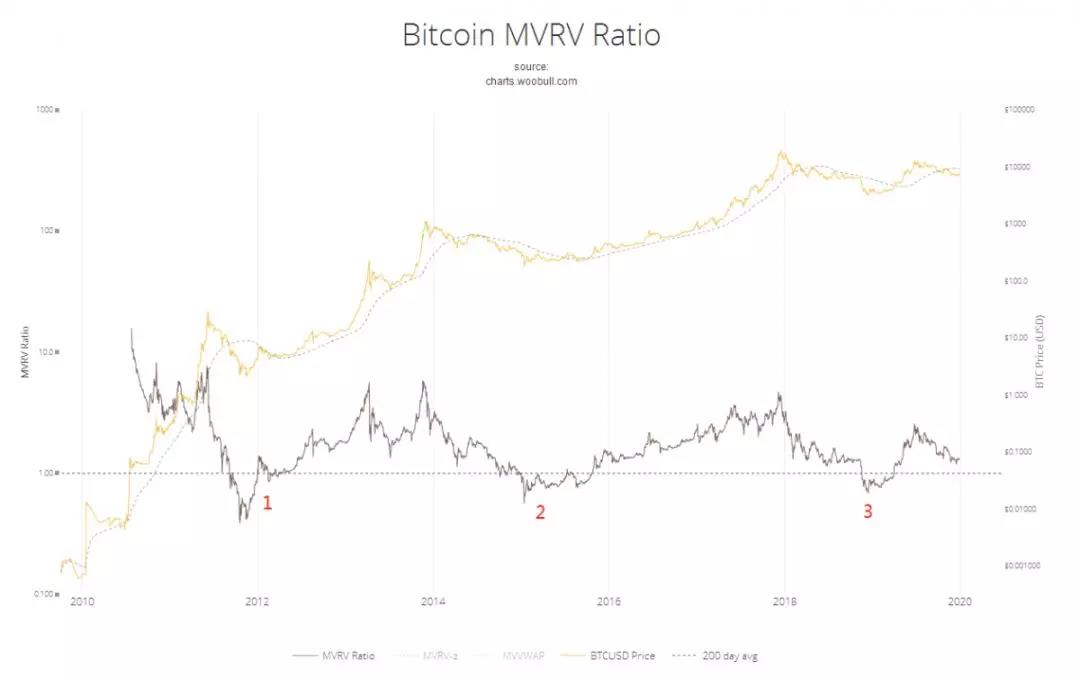 Bitcoin MVRV Ratio
source:
charts.woobull.com
1000
100
10.0
1.00
0.100
MVRV Ratio
$100000
$10000
$1000
$100.0
$10.00
$1.000
$0.1000
$0.01000
$0.001000
BTC Price (USD)
1
2
3
2010 2012 2014 2016 2018 2020
MVRV Ratio MVRV-z MVVWAP BTCUSD Price 200 day avg